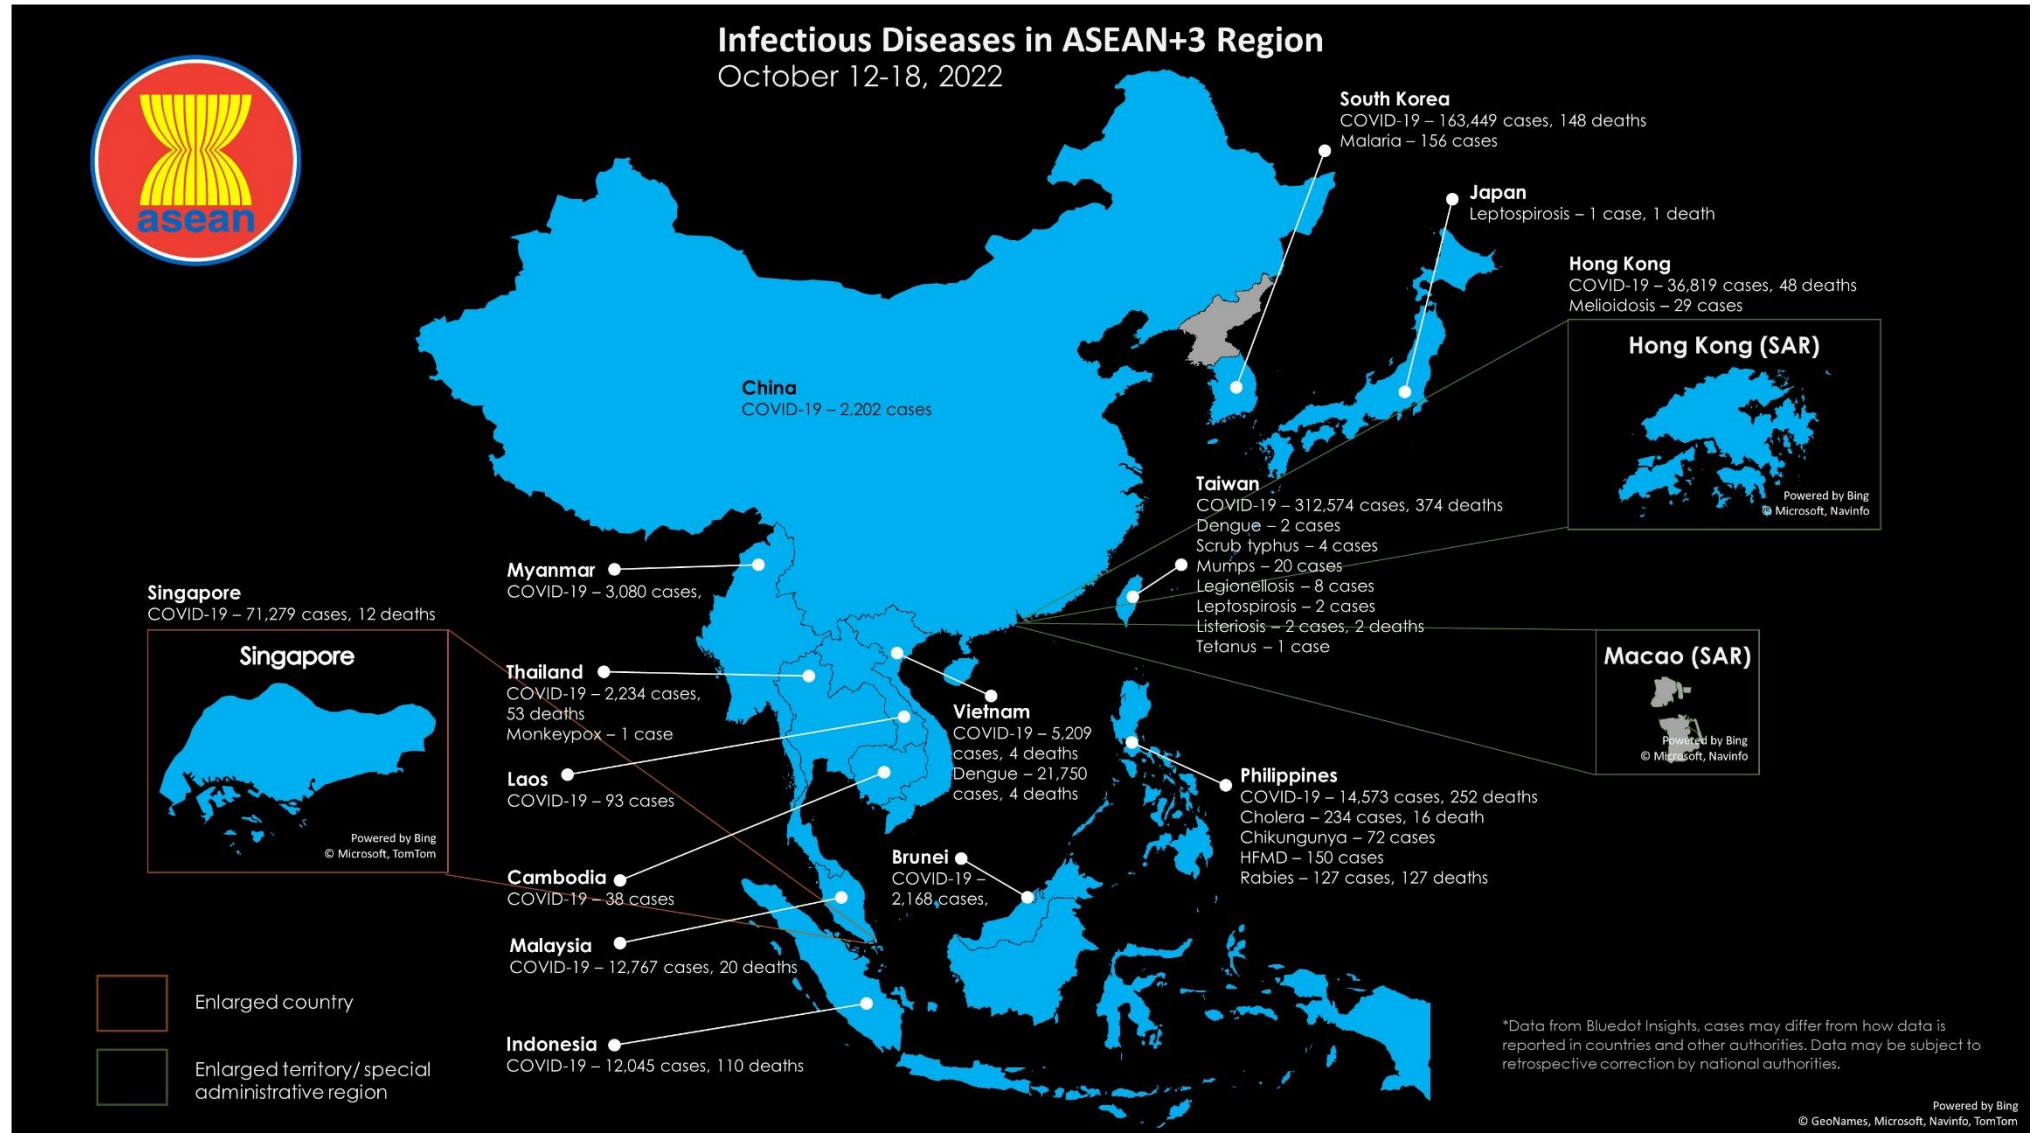 Infectious Diseases in ASEAN+3 Region
October 12-18, 2022
asean
South Korea
COVID-19 – 163,449 cases, 148 deaths
Malaria – 156 cases
Japan
Leptospirosis – 1 case, 1 death
Hong Kong
COVID-19 – 36,819 cases, 48 deaths
Melioidosis – 29 cases
Hong Kong (SAR)
Powered by Bing
© Microsoft, Navinfo
China
COVID-19 – 2,202 cases
Taiwan
COVID-19 – 312,574 cases, 374 deaths
Dengue – 2 cases
Scrub typhus – 4 cases
Mumps – 20 cases
Legionellosis – 8 cases
Leptospirosis – 2 cases
Listeriosis – 2 cases, 2 deaths
Tetanus – 1 case
Myanmar
COVID-19 – 3,080 cases,
Singapore
COVID-19 – 71,279 cases, 12 deaths
Singapore
Powered by Bing
© Microsoft, TomTom
Macao (SAR)
Powered by Bing
© Microsoft, Navinfo
Thailand
COVID-19 – 2,234 cases,
53 deaths
Monkeypox – 1 case
Vietnam
COVID-19 – 5,209
cases, 4 deaths
Dengue – 21,750
cases, 4 deaths
Laos
COVID-19 – 93 cases
Philippines
COVID-19 – 14,573 cases, 252 deaths
Cholera – 234 cases, 16 death
Chikungunya – 72 cases
HFMD – 150 cases
Rabies – 127 cases, 127 deaths
Brunei
COVID-19 –
2,168 cases,
Cambodia
COVID-19 – 38 cases
Malaysia
COVID-19 – 12,767 cases, 20 deaths
Indonesia
COVID-19 – 12,045 cases, 110 deaths
Enlarged country
Enlarged territory/ special
administrative region
*Data from Bluedot Insights, cases may differ from how data is
reported in countries and other authorities. Data may be subject to
retrospective correction by national authorities.
Powered by Bing
© GeoNames, Microsoft, Navinfo, TomTom